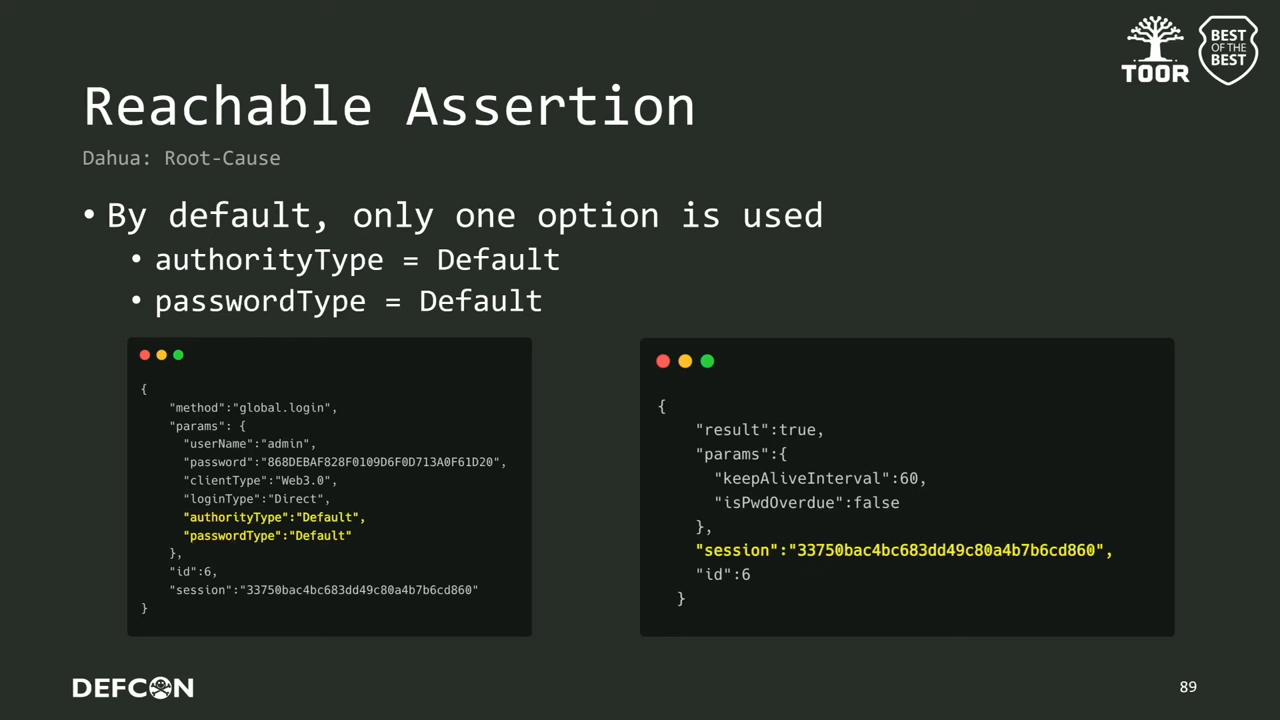 TOOR
BEST
OF THE
BEST
Reachable Assertion
Dahua: Root-Cause
• By default, only one option is used
• authorityType = Default
• passwordType = Default
{
"method":"global.login",
"params": {
"userName":"admin",
"password":"868DEBAF828F0109D6F0D713A0F61D20",
"clientType":"Web3.0",
"loginType":"Direct",
"authorityType":"Default",
"passwordType":"Default"
},
"id":6,
"session":"33750bac4bc683dd49c80a4b7b6cd860"
}
{
"result":true,
"params":{
"keepAliveInterval":60,
"isPwdOverdue":false
},
"session":"33750bac4bc683dd49c80a4b7b6cd860",
"id":6
}
DEFCON
89